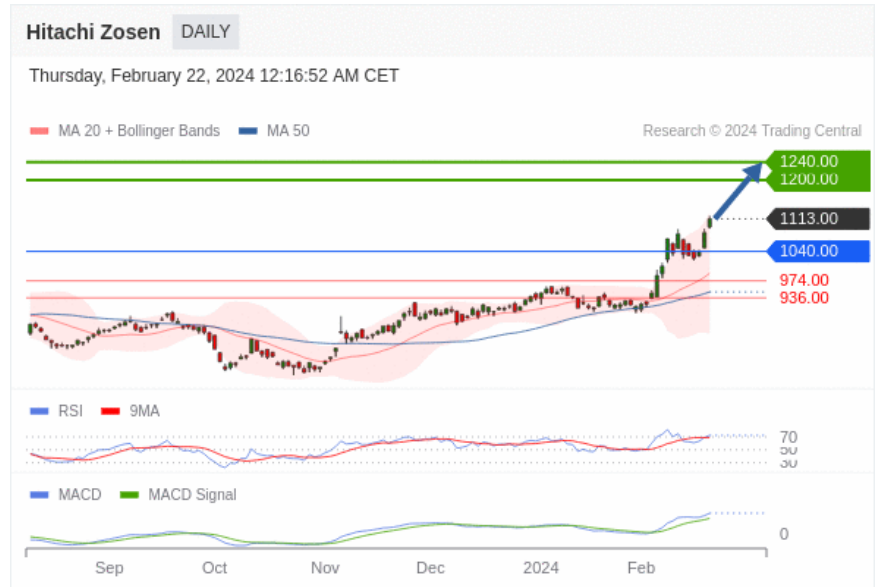 Hitachi Zosen DAILY
Thursday, February 22, 2024 12:16:52 AM CET
MA 20 + Bollinger Bands MA 50 Research © 2024 Trading Central
1240.00
1200.00
1113.00
1040.00
974.00
936.00
RSI 9MA
70
50
30
MACD MACD Signal
0
Sep Oct Nov Dec 2024 Feb